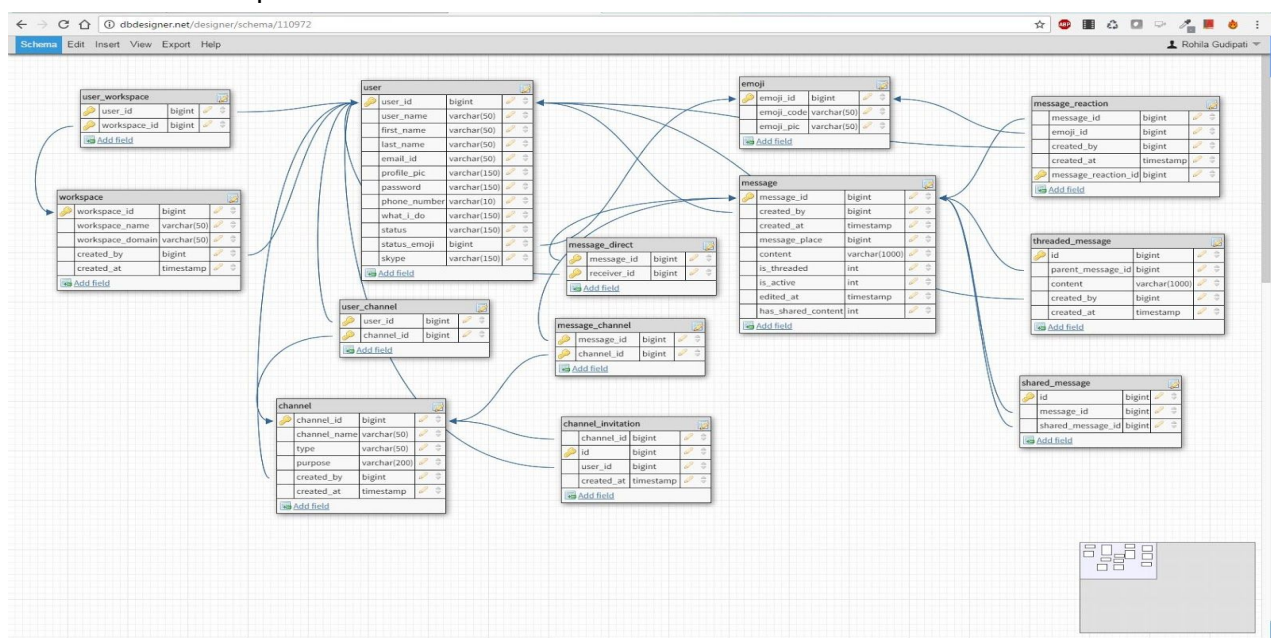 dbdesigner.net/designer/schema/110972
Schema Edit Insert View Export Help
Rohila Gudipati
user_workspace
user_id bigint
workspace_id bigint
Add field
workspace
workspace_id bigint
workspace_name varchar(50)
workspace_domain varchar(50)
created_by bigint
created_at timestamp
Add field
user
user_id bigint
user_name varchar(50)
first_name varchar(50)
last_name varchar(50)
email_id varchar(50)
profile_pic varchar(150)
password varchar(150)
phone_number varchar(10)
what_i_do varchar(150)
status varchar(150)
status_emoji bigint
skype varchar(150)
Add field
user_channel
user_id bigint
channel_id bigint
Add field
channel
channel_id bigint
channel_name varchar(50)
type varchar(50)
purpose varchar(200)
created_by bigint
created_at timestamp
Add field
message_direct
message_id bigint
receiver_id bigint
Add field
message_channel
message_id bigint
channel_id bigint
Add field
channel_invitation
channel_id bigint
id bigint
user_id bigint
created_at timestamp
Add field
emoji
emoji_id bigint
emoji_code varchar(50)
emoji_pic varchar(50)
Add field
message
message_id bigint
created_by bigint
created_at timestamp
message_place bigint
content varchar(1000)
is_threaded int
is_active int
edited_at timestamp
has_shared_content int
Add field
message_reaction
message_id bigint
emoji_id bigint
created_by bigint
created_at timestamp
message_reaction_id bigint
Add field
threaded_message
id bigint
parent_message_id bigint
content varchar(1000)
created_by bigint
created_at timestamp
Add field
shared_message
id bigint
message_id bigint
shared_message_id bigint
Add field